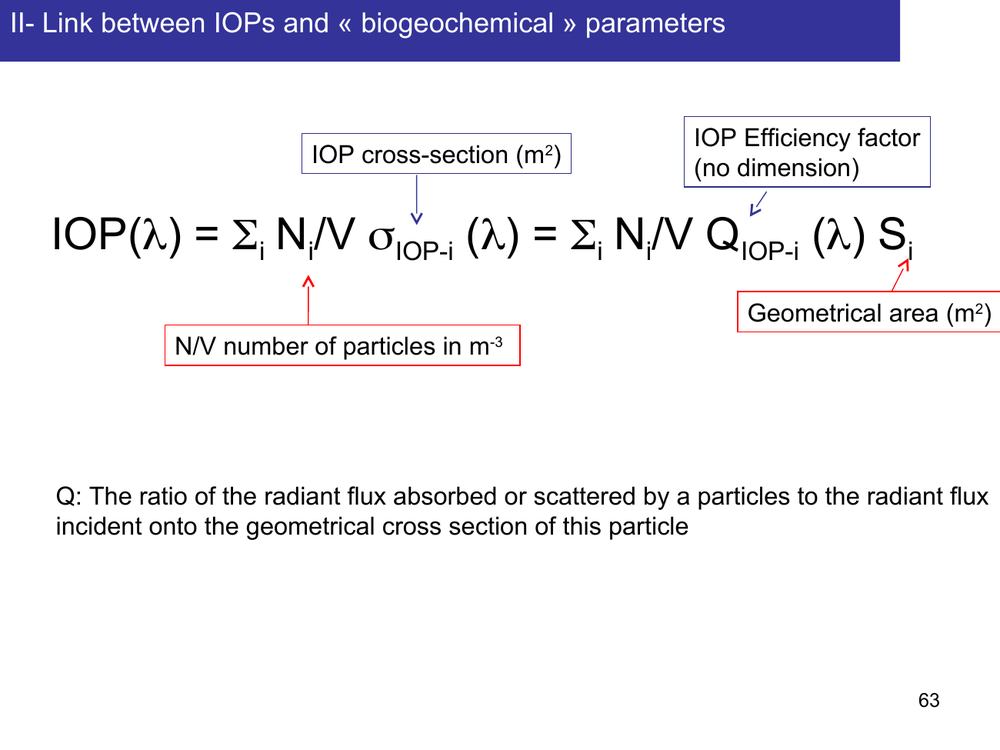 II- Link between IOPs and « biogeochemical » parameters
IOP cross-section (m²)
IOP Efficiency factor
(no dimension)
IOP(λ) = Σi Ni/V σIOP-i (λ) = Σi Ni/V QIOP-i (λ) Si
Geometrical area (m²)
N/V number of particles in m⁻³
Q: The ratio of the radiant flux absorbed or scattered by a particles to the radiant flux
incident onto the geometrical cross section of this particle
63